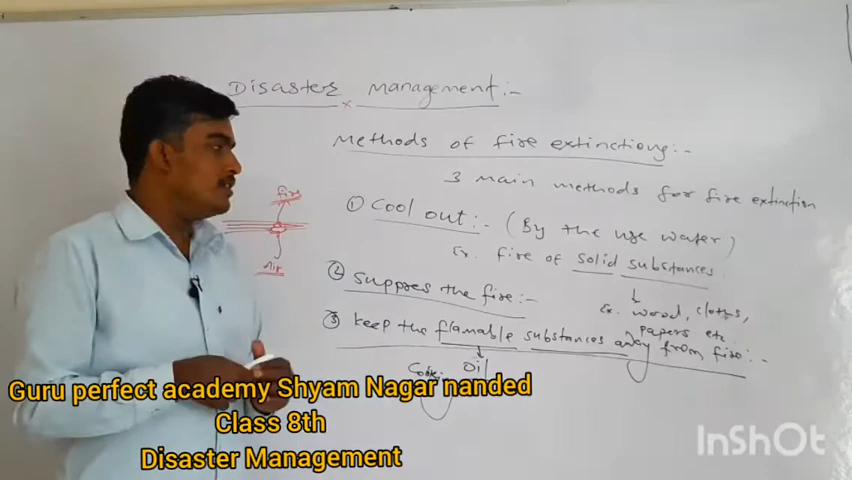 Disasters management:-
Methods of fire extinctions:-
3 main methods for fire extinction
① Cool out:- (By the use water)
Ex. fire of solid substances
Ex. wood, cloths,
papers etc
② Suppress the fire:-
③ keep the flamable substances away from fire:-
Oil
fire
Air
Guru perfect academy Shyam Nagar nanded
Class 8th
Disaster Management
InShOt